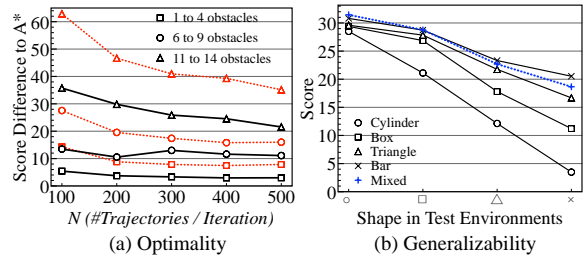 Score Difference to A*
60
50
40
30
20
10
0
1 to 4 obstacles
6 to 9 obstacles
11 to 14 obstacles
100 200 300 400 500
N (#Trajectories / Iteration)
(a) Optimality
Score
30
25
20
15
10
5
0
Cylinder
Box
Triangle
Bar
Mixed
Shape in Test Environments
(b) Generalizability